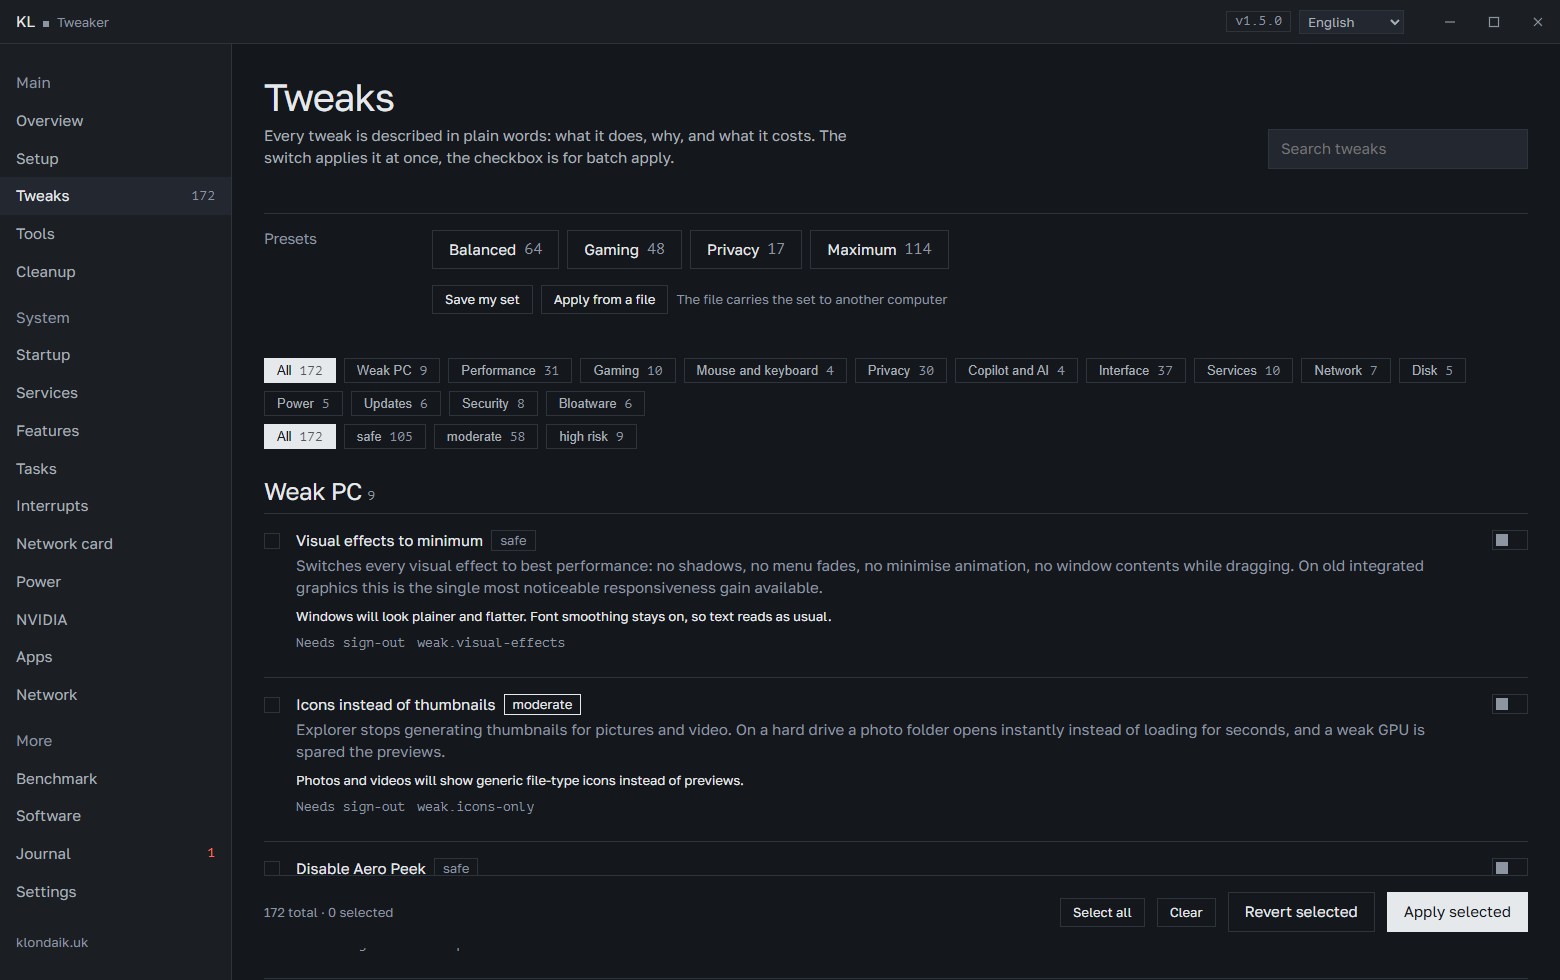 KL Tweaker
v1.5.0
English
Main
Overview
Setup
Tweaks 172
Tools
Cleanup
System
Startup
Services
Features
Tasks
Interrupts
Network card
Power
NVIDIA
Apps
Network
More
Benchmark
Software
Journal 1
Settings
klondaik.uk
Tweaks
Every tweak is described in plain words: what it does, why, and what it costs. The
switch applies it at once, the checkbox is for batch apply.
Search tweaks
Presets
Balanced 64 Gaming 48 Privacy 17 Maximum 114
Save my set Apply from a file The file carries the set to another computer
All 172 Weak PC 9 Performance 31 Gaming 10 Mouse and keyboard 4 Privacy 30 Copilot and AI 4 Interface 37 Services 10 Network 7 Disk 5
Power 5 Updates 6 Security 8 Bloatware 6
All 172 safe 105 moderate 58 high risk 9
Weak PC 9
Visual effects to minimum safe
Switches every visual effect to best performance: no shadows, no menu fades, no minimise animation, no window contents while dragging. On old integrated
graphics this is the single most noticeable responsiveness gain available.
Windows will look plainer and flatter. Font smoothing stays on, so text reads as usual.
Needs sign-out weak.visual-effects
Icons instead of thumbnails moderate
Explorer stops generating thumbnails for pictures and video. On a hard drive a photo folder opens instantly instead of loading for seconds, and a weak GPU is
spared the previews.
Photos and videos will show generic file-type icons instead of previews.
Needs sign-out weak.icons-only
Disable Aero Peek safe
172 total · 0 selected
Select all Clear Revert selected Apply selected